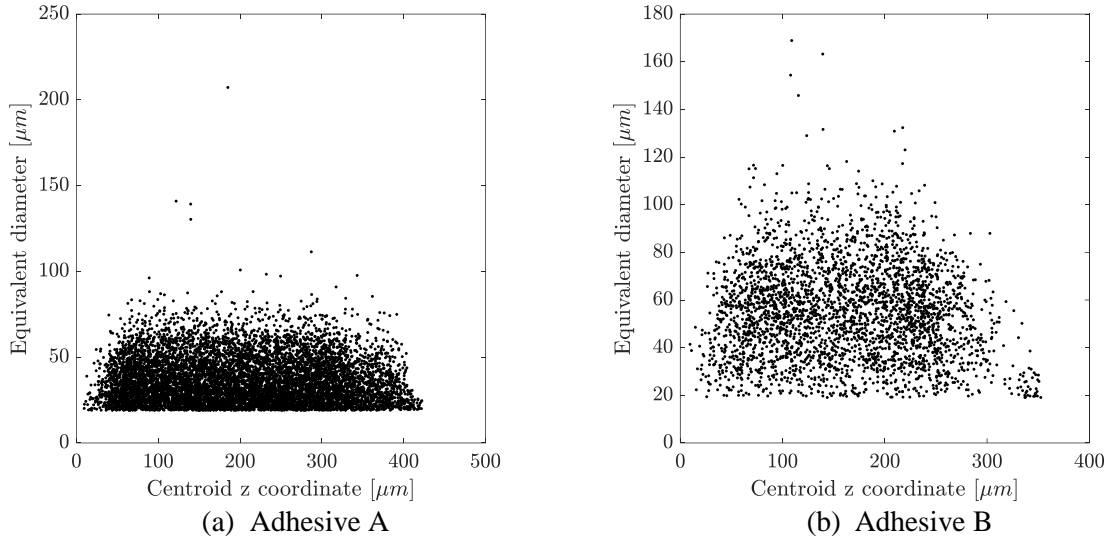 250
200
150
100
50
0
0 100 200 300 400 500
Equivalent diameter [μm]
Centroid z coordinate [μm]
(a) Adhesive A
180
160
140
120
100
80
60
40
20
0
0 100 200 300 400
Equivalent diameter [μm]
Centroid z coordinate [μm]
(b) Adhesive B